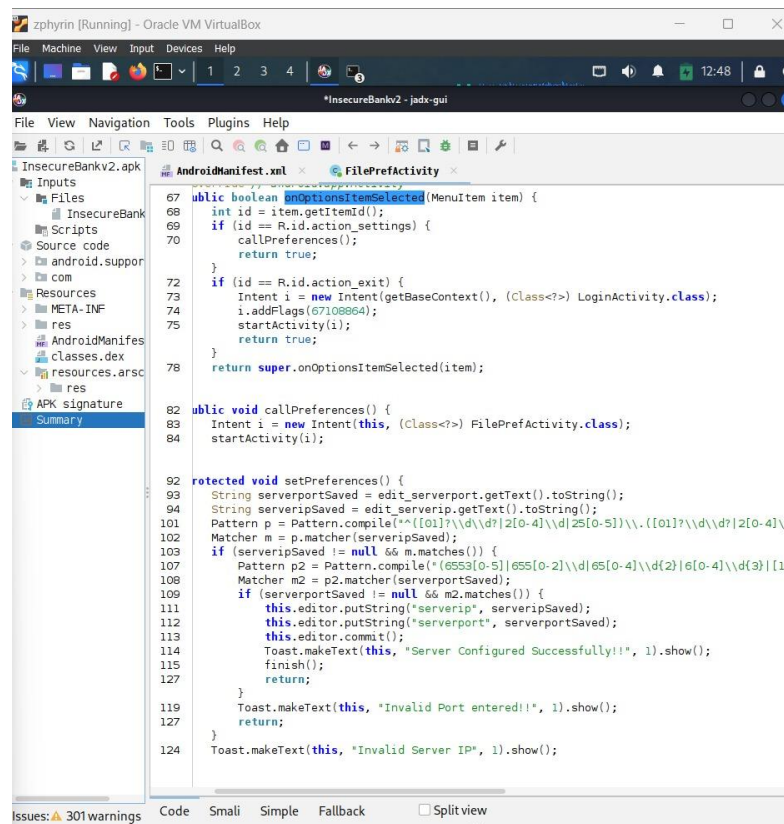 zphyrin [Running] - Oracle VM VirtualBox
File Machine View Input Devices Help
1 2 3 4 12:48
*InsecureBankv2 - jadx-gui
File View Navigation Tools Plugins Help
InsecureBankv2.apk
Inputs
Files
InsecureBank
Scripts
Source code
android.suppor
com
Resources
META-INF
res
AndroidManifes
classes.dex
resources.arsc
res
APK signature
Summary
AndroidManifest.xml FilePrefActivity
67 ublic boolean onOptionsItemSelected(MenuItem item) {
68 int id = item.getItemId();
69 if (id == R.id.action_settings) {
70 callPreferences();
return true;
}
72 if (id == R.id.action_exit) {
73 Intent i = new Intent(getBaseContext(), (Class<?>) LoginActivity.class);
74 i.addFlags(67108864);
75 startActivity(i);
return true;
}
78 return super.onOptionsItemSelected(item);
82 ublic void callPreferences() {
83 Intent i = new Intent(this, (Class<?>) FilePrefActivity.class);
84 startActivity(i);
92 rotected void setPreferences() {
93 String serverportSaved = edit_serverport.getText().toString();
94 String serveripSaved = edit_serverip.getText().toString();
101 Pattern p = Pattern.compile("^([01]?\\d\\d?|2[0-4]\\d|25[0-5])\\.([01]?\\d\\d?|2[0-4]\
102 Matcher m = p.matcher(serveripSaved);
103 if (serveripSaved != null && m.matches()) {
107 Pattern p2 = Pattern.compile("(6553[0-5]|655[0-2]\\d|65[0-4]\\d{2}|6[0-4]\\d{3}|[1
108 Matcher m2 = p2.matcher(serverportSaved);
109 if (serverportSaved != null && m2.matches()) {
111 this.editor.putString("serverip", serveripSaved);
112 this.editor.putString("serverport", serverportSaved);
113 this.editor.commit();
114 Toast.makeText(this, "Server Configured Successfully!!", 1).show();
115 finish();
127 return;
}
119 Toast.makeText(this, "Invalid Port entered!!", 1).show();
127 return;
}
124 Toast.makeText(this, "Invalid Server IP", 1).show();
Issues: 301 warnings Code Smali Simple Fallback Split view